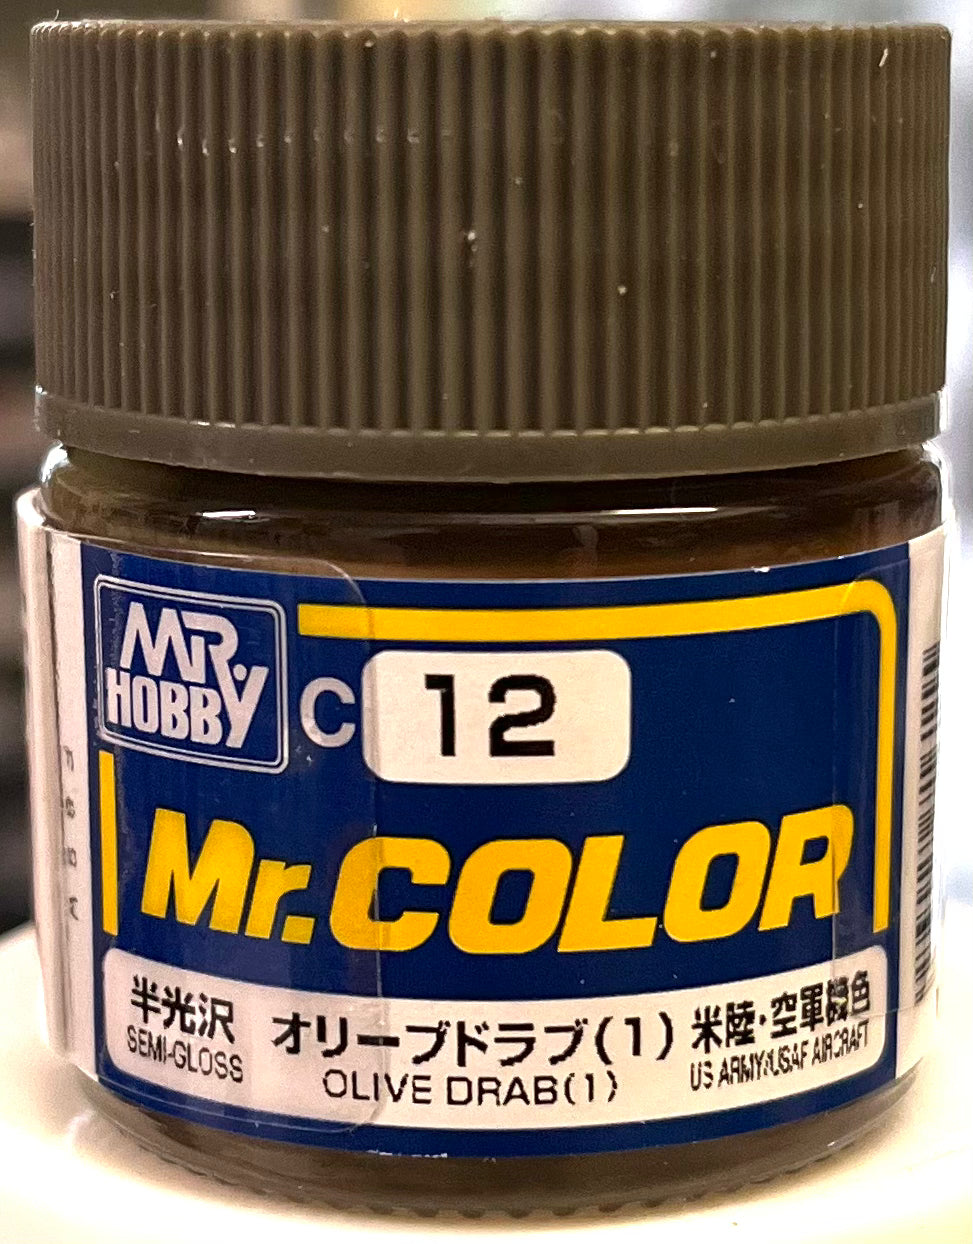 MR.
HOBBY
C 12
Mr.COLOR
半光沢
SEMI-GLOSS
オリーブドラブ(1)
OLIVE DRAB(1)
米陸・空軍機色
US ARMY/USAF AIRCRAFT